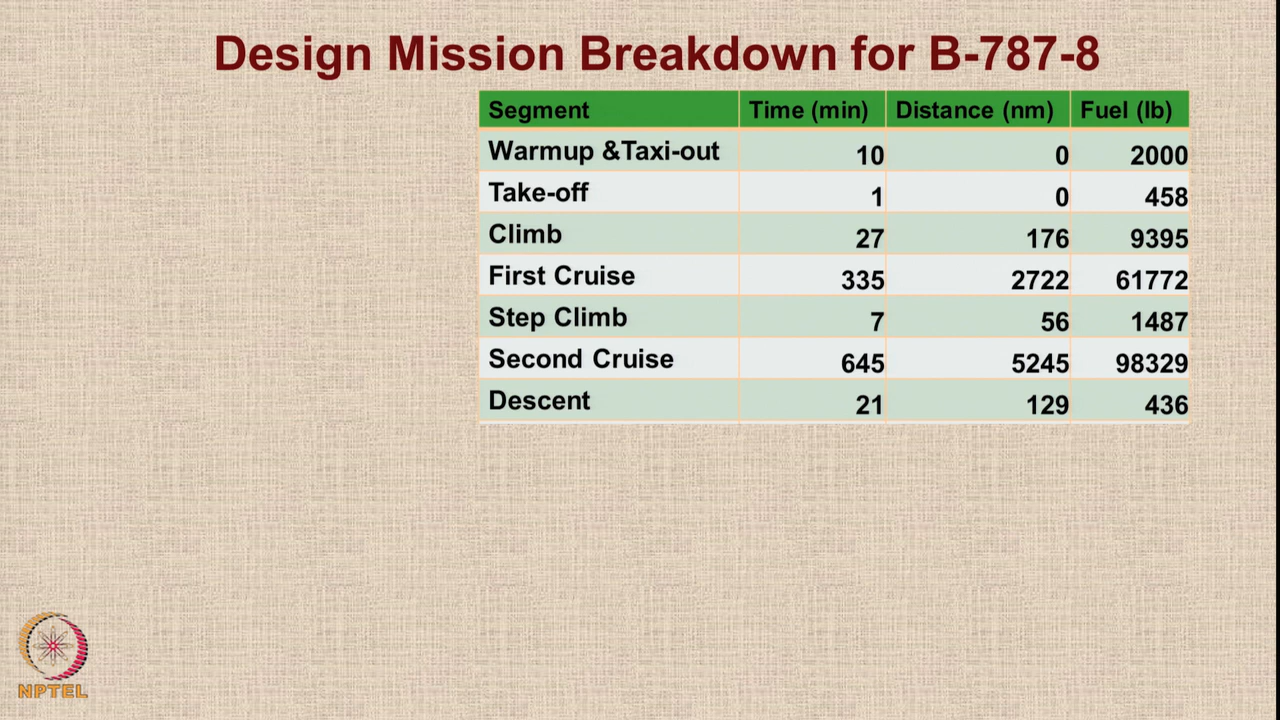 Design Mission Breakdown for B-787-8
Segment Time (min) Distance (nm) Fuel (lb)
Warmup &Taxi-out 10 0 2000
Take-off 1 0 458
Climb 27 176 9395
First Cruise 335 2722 61772
Step Climb 7 56 1487
Second Cruise 645 5245 98329
Descent 21 129 436
NPTEL